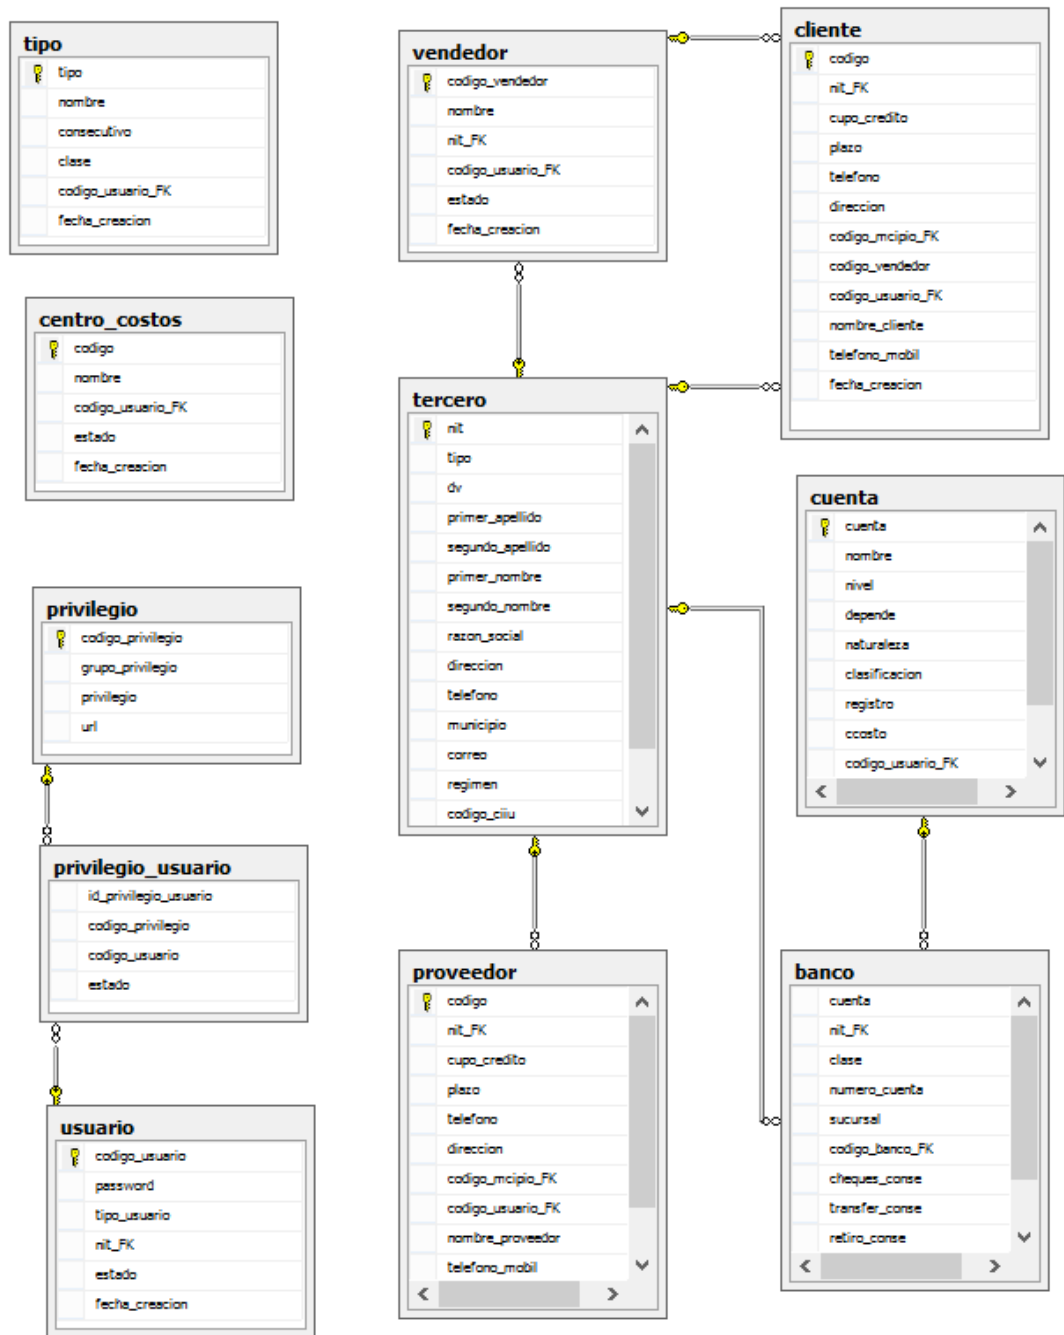 tipo
tipo
nombre
consecutivo
clase
codigo_usuario_FK
fecha_creacion
vendedor
codigo_vendedor
nombre
nit_FK
codigo_usuario_FK
estado
fecha_creacion
cliente
codigo
nit_FK
cupo_credito
plazo
telefono
direccion
codigo_mcipio_FK
codigo_vendedor
codigo_usuario_FK
nombre_cliente
telefono_mobil
fecha_creacion
centro_costos
codigo
nombre
codigo_usuario_FK
estado
fecha_creacion
tercero
nit
tipo
dv
primer_apellido
segundo_apellido
primer_nombre
segundo_nombre
razon_social
direccion
telefono
municipio
correo
regimen
codigo_ciiu
cuenta
cuenta
nombre
nivel
depende
naturaleza
clasificacion
registro
ccosto
codigo_usuario_FK
privilegio
codigo_privilegio
grupo_privilegio
privilegio
url
privilegio_usuario
id_privilegio_usuario
codigo_privilegio
codigo_usuario
estado
proveedor
codigo
nit_FK
cupo_credito
plazo
telefono
direccion
codigo_mcipio_FK
codigo_usuario_FK
nombre_proveedor
telefono_mobil
banco
cuenta
nit_FK
clase
numero_cuenta
sucursal
codigo_banco_FK
cheques_conse
transfer_conse
retiro_conse
usuario
codigo_usuario
password
tipo_usuario
nit_FK
estado
fecha_creacion